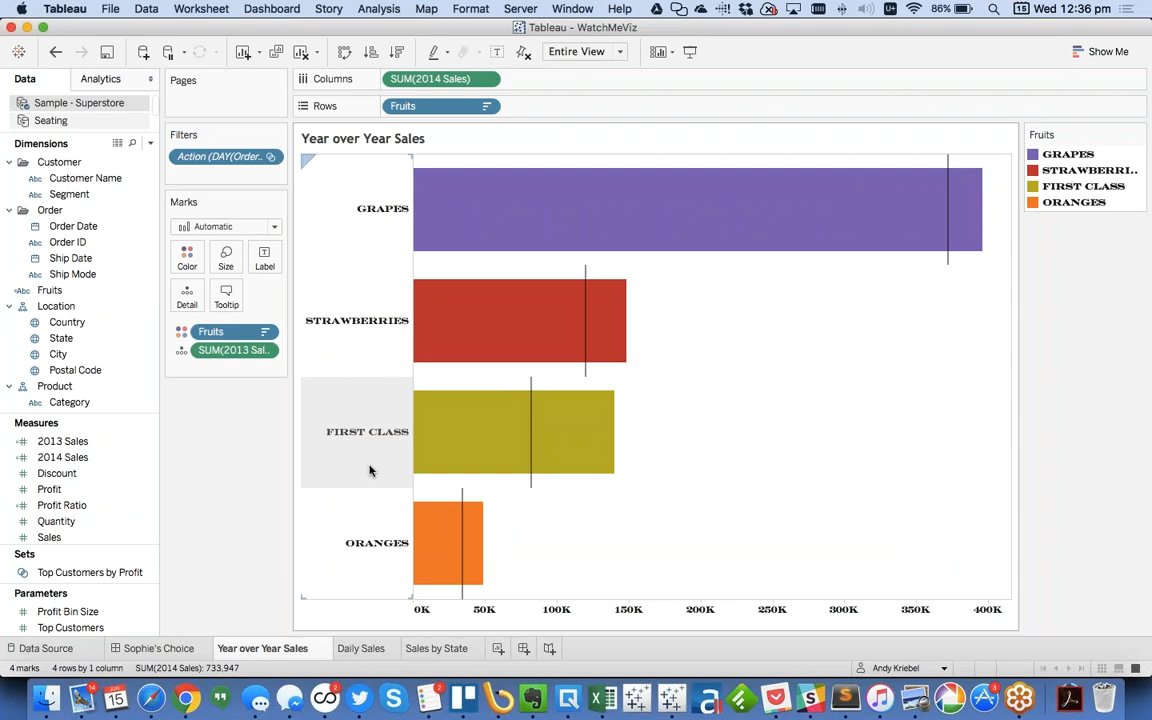 Tableau File Data Worksheet Dashboard Story Analysis Map Format Server Window Help 86% Wed 12:36 pm
Tableau - WatchMeViz
Entire View Show Me
Data Analytics
Sample - Superstore
Seating
Dimensions
Customer
Abc Customer Name
Abc Segment
Order
Order Date
Abc Order ID
Ship Date
Abc Ship Mode
Abc Fruits
Location
Country
State
City
Postal Code
Product
Abc Category
Measures
2013 Sales
2014 Sales
Discount
Profit
Profit Ratio
Quantity
Sales
Sets
Top Customers by Profit
Parameters
Profit Bin Size
Top Customers
Pages
Filters
Action (DAY(Order..
Marks
Automatic
Color Size Label
Detail Tooltip
Fruits
SUM(2013 Sal..
Columns SUM(2014 Sales)
Rows Fruits
Year over Year Sales
GRAPES
STRAWBERRIES
FIRST CLASS
ORANGES
0K 50K 100K 150K 200K 250K 300K 350K 400K
Fruits
GRAPES
STRAWBERRI..
FIRST CLASS
ORANGES
Data Source Sophie's Choice Year over Year Sales Daily Sales Sales by State
4 marks 4 rows by 1 column SUM(2014 Sales): 733,947 Andy Kriebel